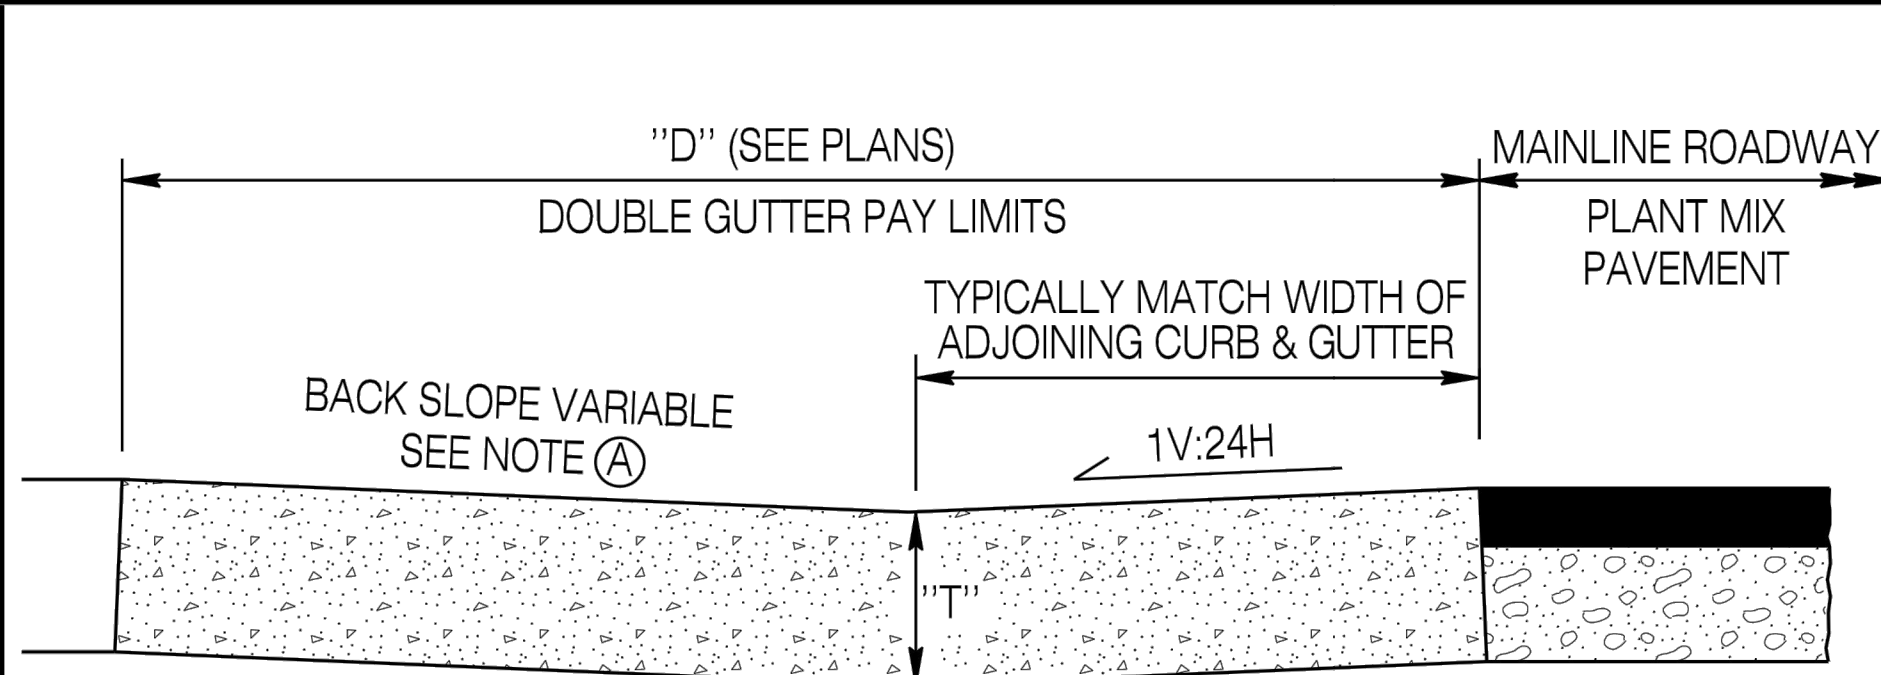 ''D'' (SEE PLANS)
MAINLINE ROADWAY
DOUBLE GUTTER PAY LIMITS
PLANT MIX
PAVEMENT
TYPICALLY MATCH WIDTH OF
ADJOINING CURB & GUTTER
BACK SLOPE VARIABLE
SEE NOTE Ⓐ
1V:24H
''T''